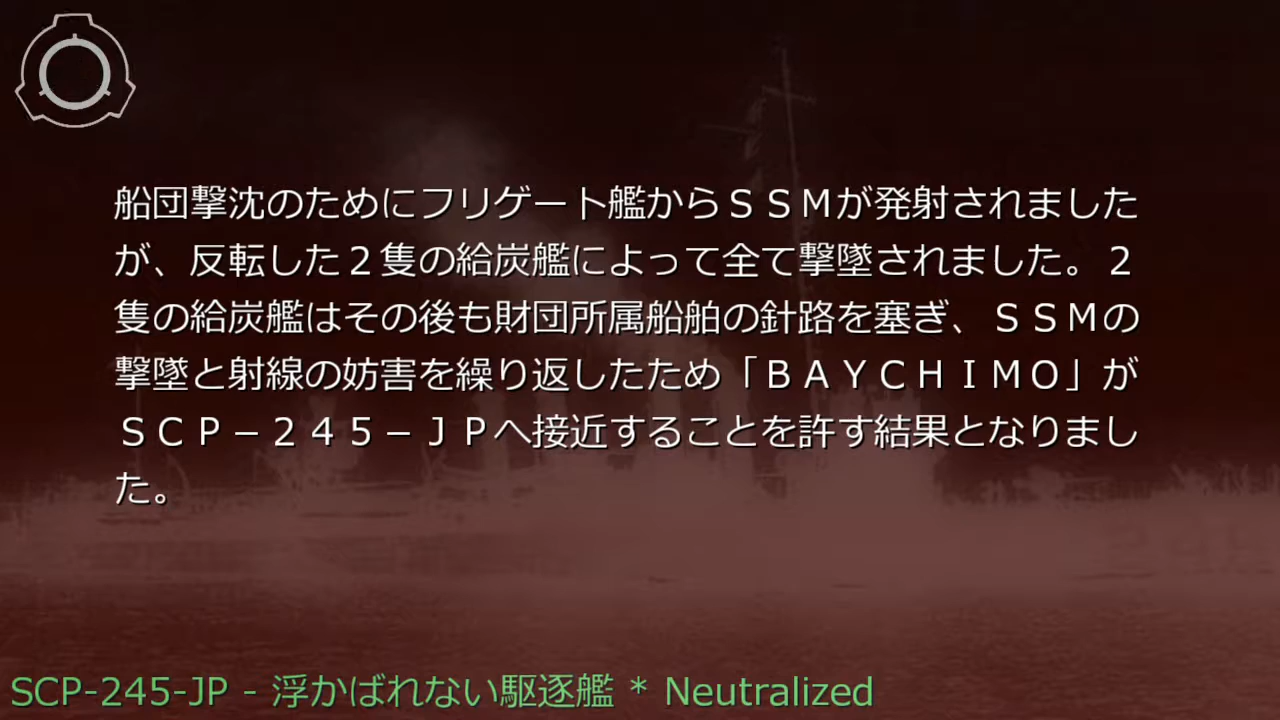 船団撃沈のためにフリゲート艦からＳＳＭが発射されました
が、反転した２隻の給炭艦によって全て撃墜されました。２
隻の給炭艦はその後も財団所属船舶の針路を塞ぎ、ＳＳＭの
撃墜と射線の妨害を繰り返したため「ＢＡＹＣＨＩＭＯ」が
ＳＣＰ－２４５－ＪＰへ接近することを許す結果となりまし
た。
SCP-245-JP - 浮かばれない駆逐艦 * Neutralized